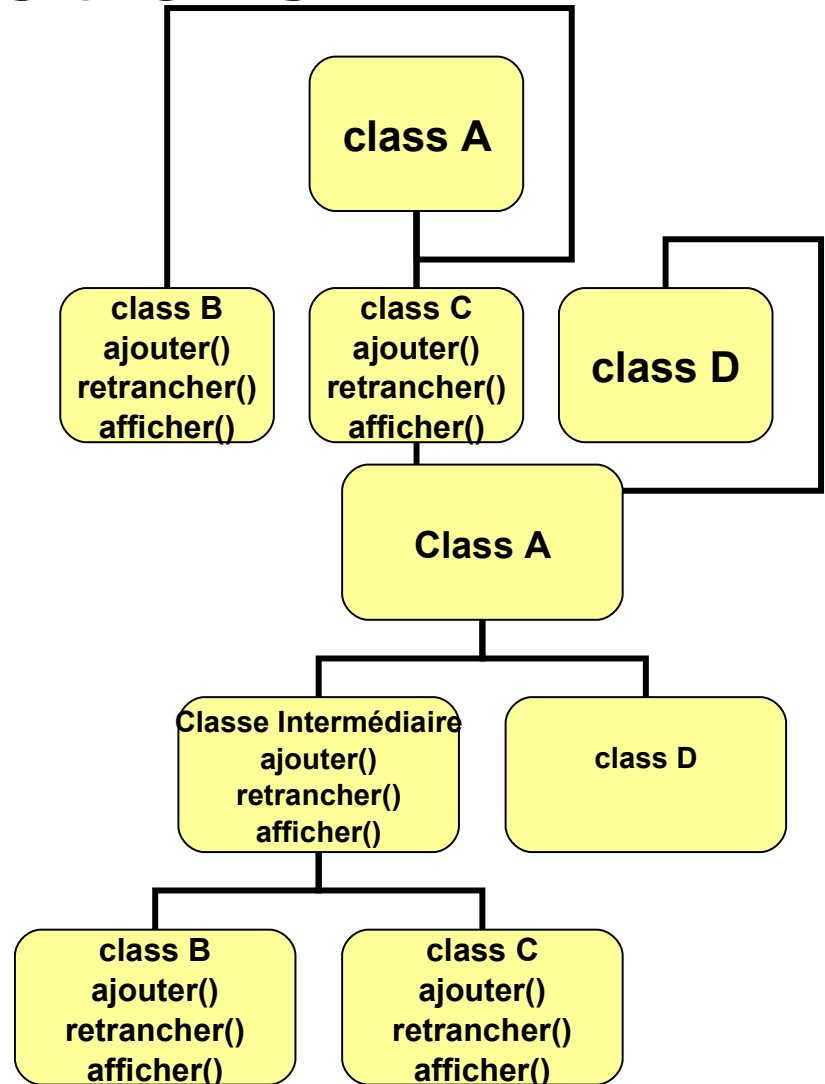 class A
class B
ajouter()
retrancher()
afficher()
class C
ajouter()
retrancher()
afficher()
class D
Class A
Classe Intermédiaire
ajouter()
retrancher()
afficher()
class D
class B
ajouter()
retrancher()
afficher()
class C
ajouter()
retrancher()
afficher()